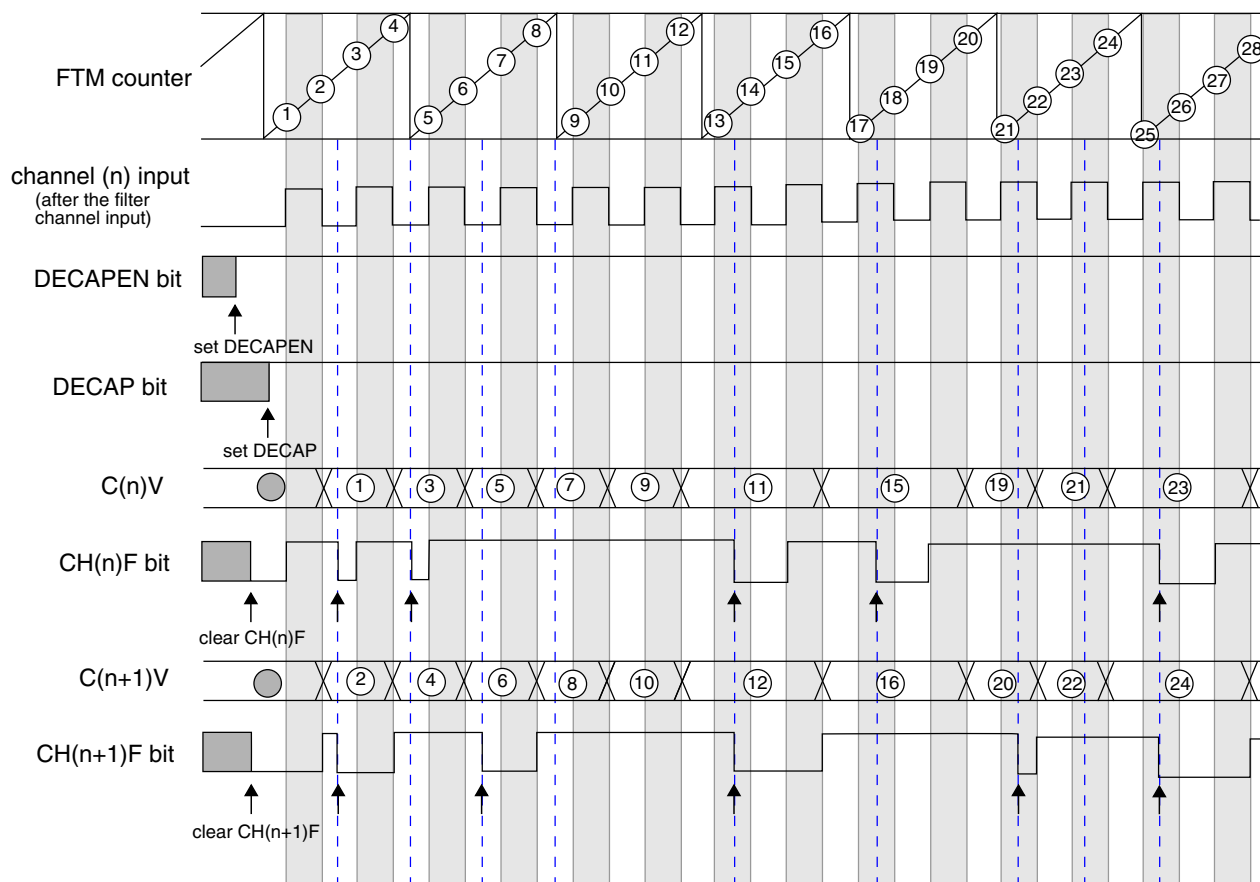 FTM counter
1 2 3 4 5 6 7 8 9 10 11 12 13 14 15 16 17 18 19 20 21 22 23 24 25 26 27 28
channel (n) input
(after the filter
channel input)
DECAPEN bit
set DECAPEN
DECAP bit
set DECAP
C(n)V
1 3 5 7 9 11 15 19 21 23
CH(n)F bit
clear CH(n)F
C(n+1)V
2 4 6 8 10 12 16 20 22 24
CH(n+1)F bit
clear CH(n+1)F